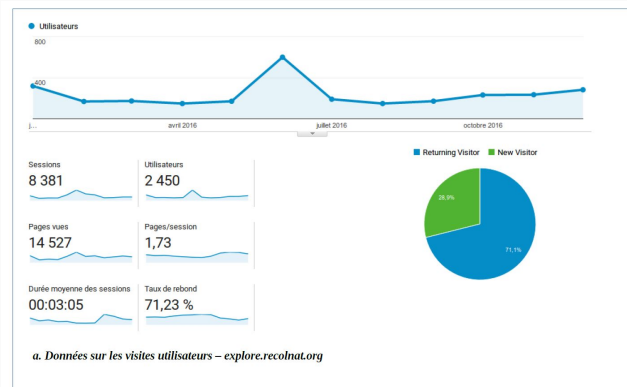 Utilisateurs
800
400
j…
avril 2016
juillet 2016
octobre 2016
Returning Visitor
New Visitor
Sessions
8 381
Utilisateurs
2 450
Pages vues
14 527
Pages/session
1,73
Durée moyenne des sessions
00:03:05
Taux de rebond
71,23 %
28,9%
71,1%
a. Données sur les visites utilisateurs – explore.recolnat.org